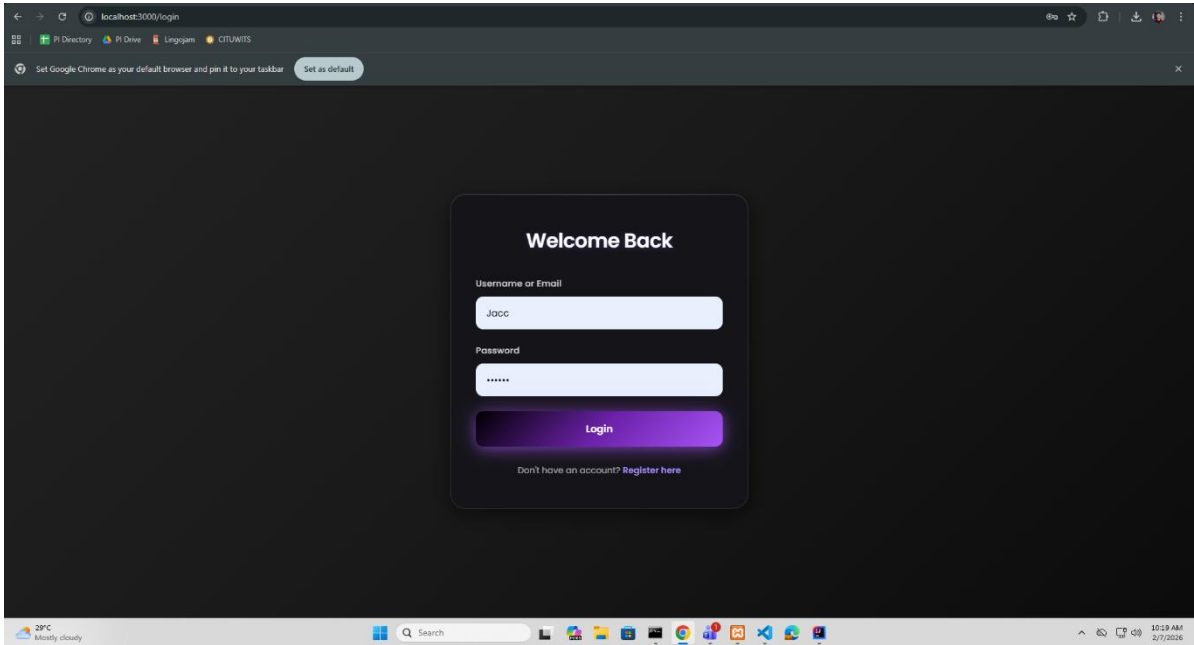 localhost:3000/login
PI Directory PI Drive Lingojam CITUWITS
Set Google Chrome as your default browser and pin it to your taskbar Set as default
Welcome Back
Username or Email
Jacc
Password
••••••
Login
Don't have an account? Register here
29°C
Mostly cloudy
Search
10:19 AM
2/7/2026